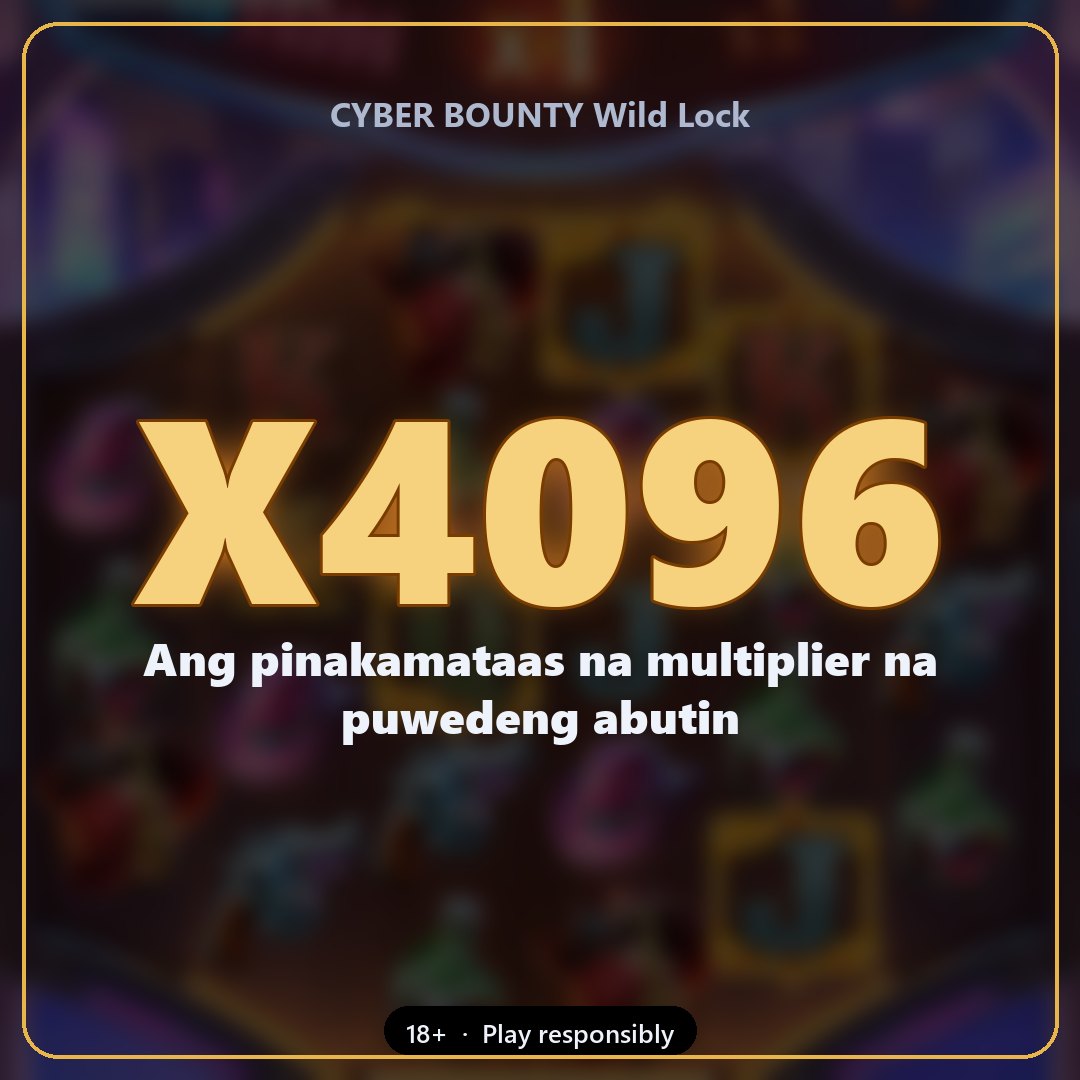 CYBER BOUNTY Wild Lock
X4096
Ang pinakamataas na multiplier na
puwedeng abutin
J
J
18+ · Play responsibly